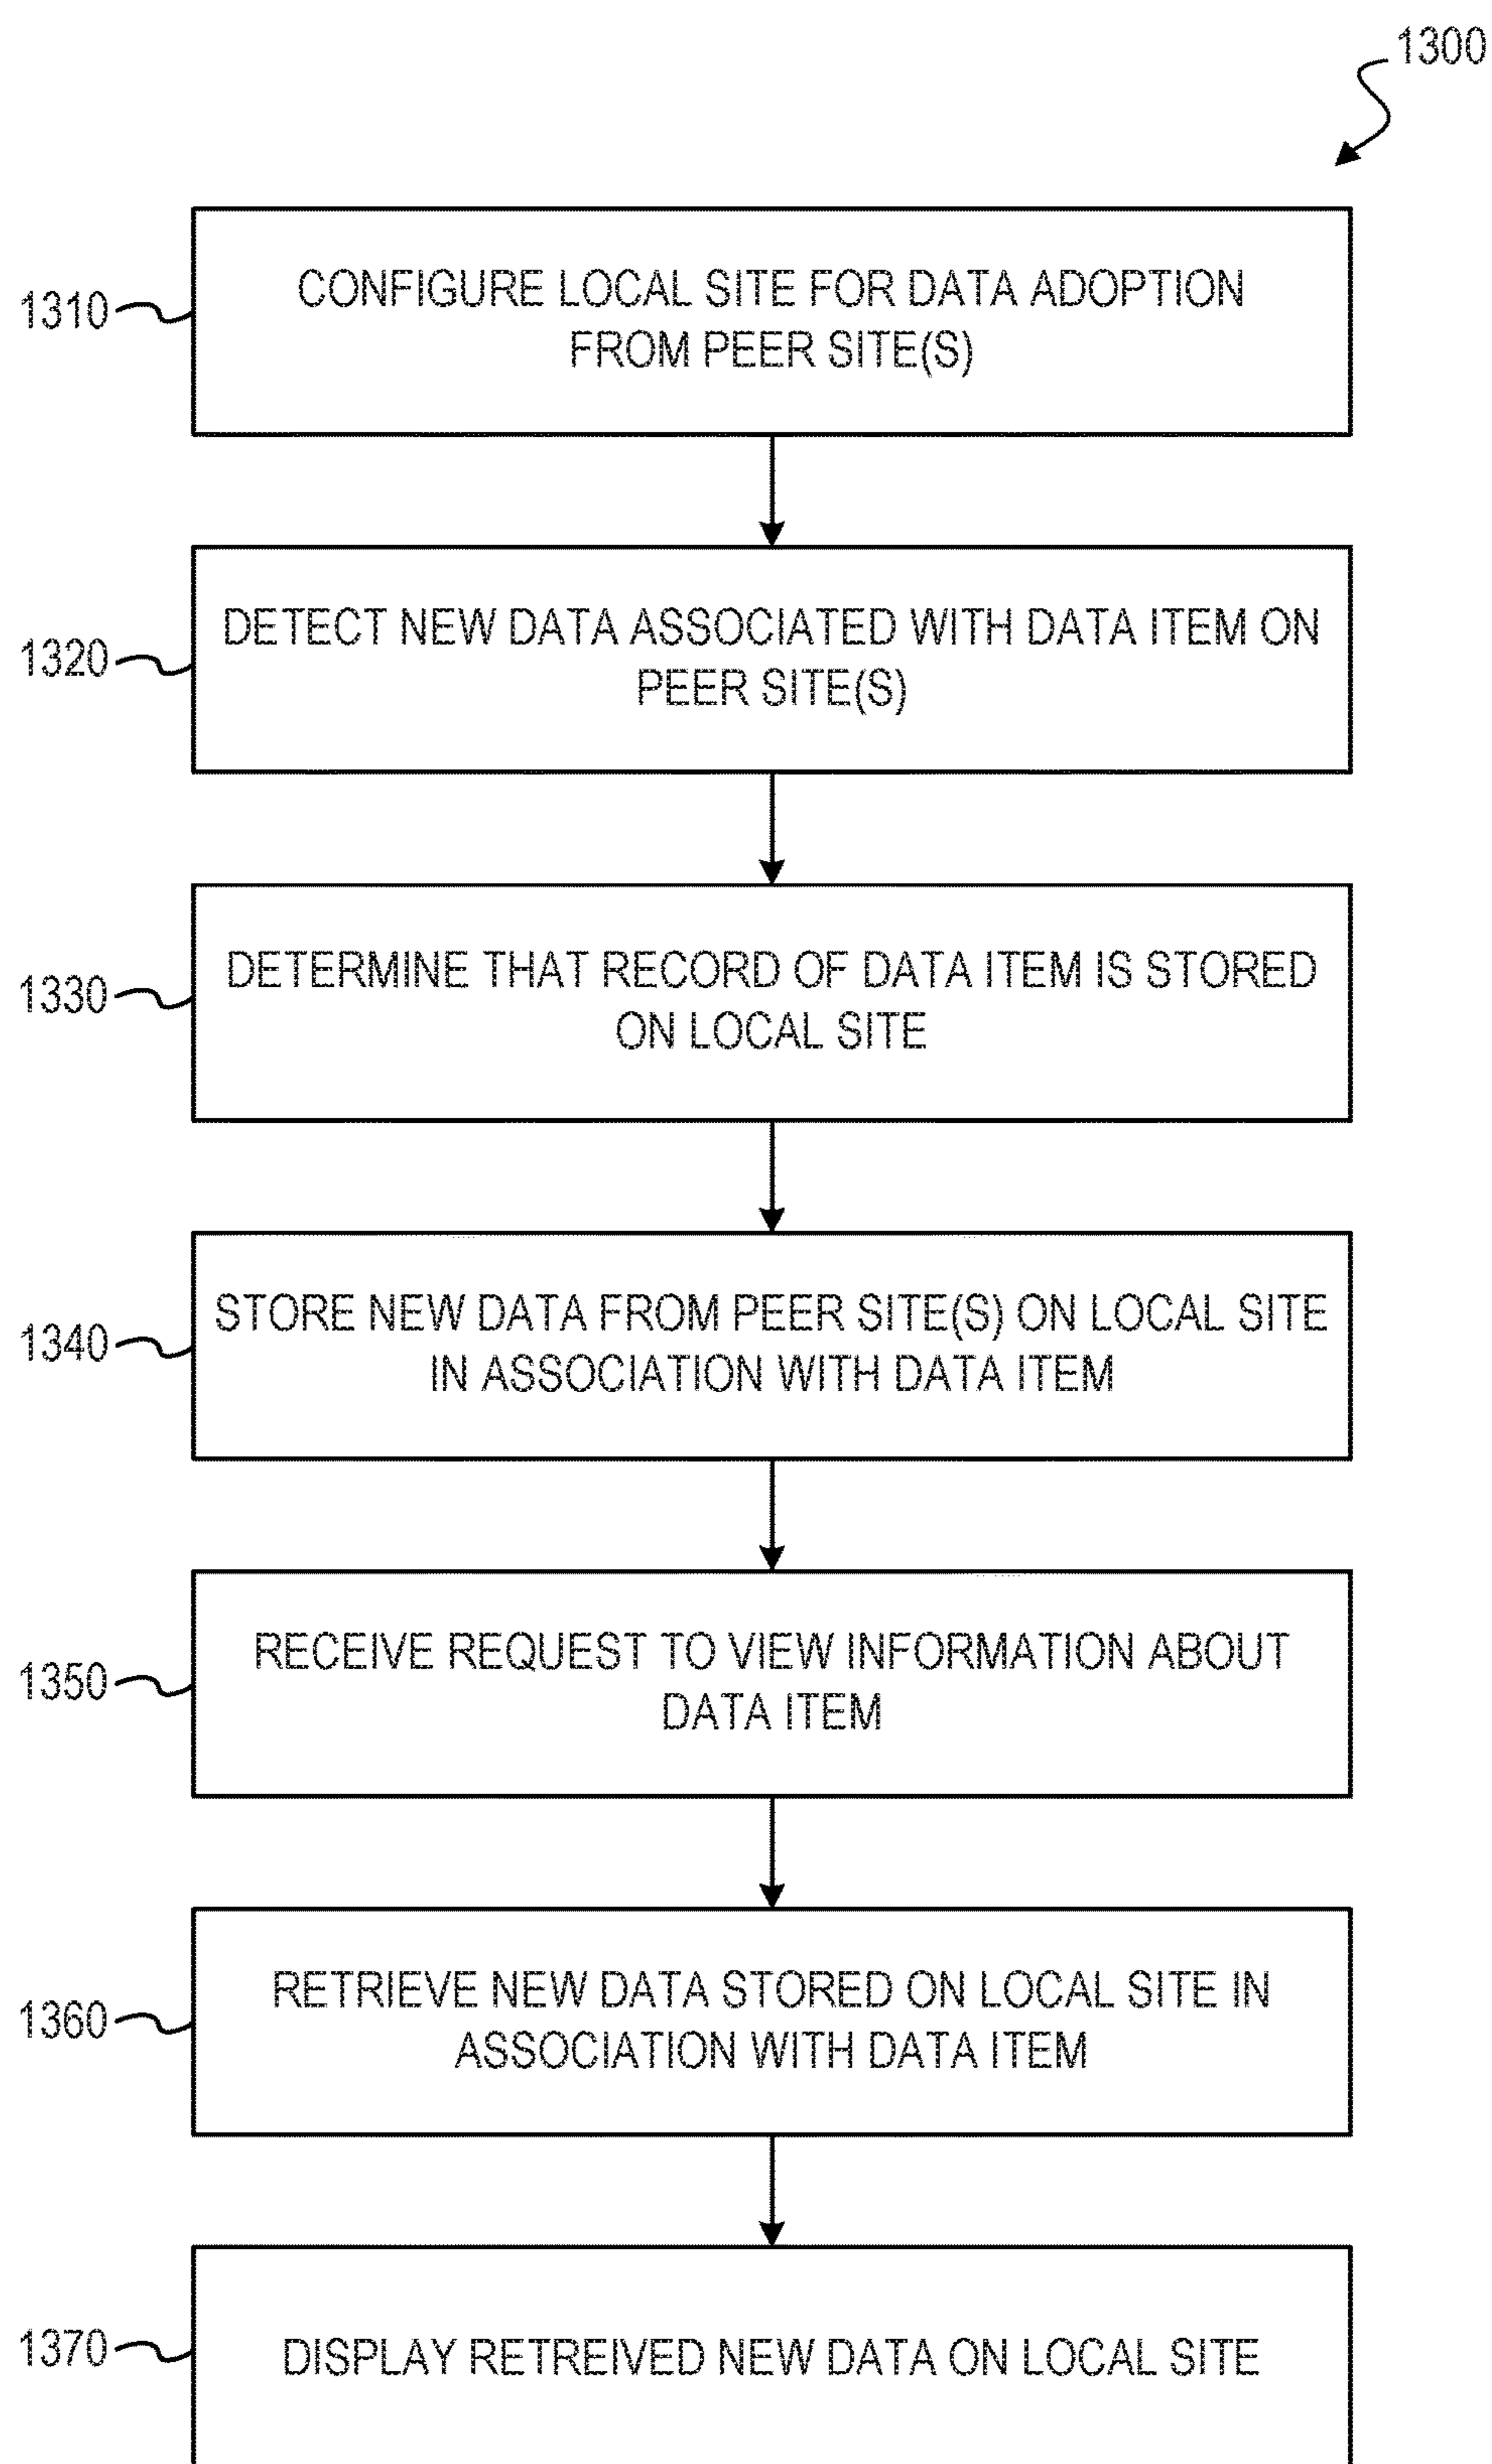 1300
1310
CONFIGURE LOCAL SITE FOR DATA ADOPTION
FROM PEER SITE(S)
1320
DETECT NEW DATA ASSOCIATED WITH DATA ITEM ON
PEER SITE(S)
1330
DETERMINE THAT RECORD OF DATA ITEM IS STORED
ON LOCAL SITE
1340
STORE NEW DATA FROM PEER SITE(S) ON LOCAL SITE
IN ASSOCIATION WITH DATA ITEM
1350
RECEIVE REQUEST TO VIEW INFORMATION ABOUT
DATA ITEM
1360
RETRIEVE NEW DATA STORED ON LOCAL SITE IN
ASSOCIATION WITH DATA ITEM
1370
DISPLAY RETREIVED NEW DATA ON LOCAL SITE